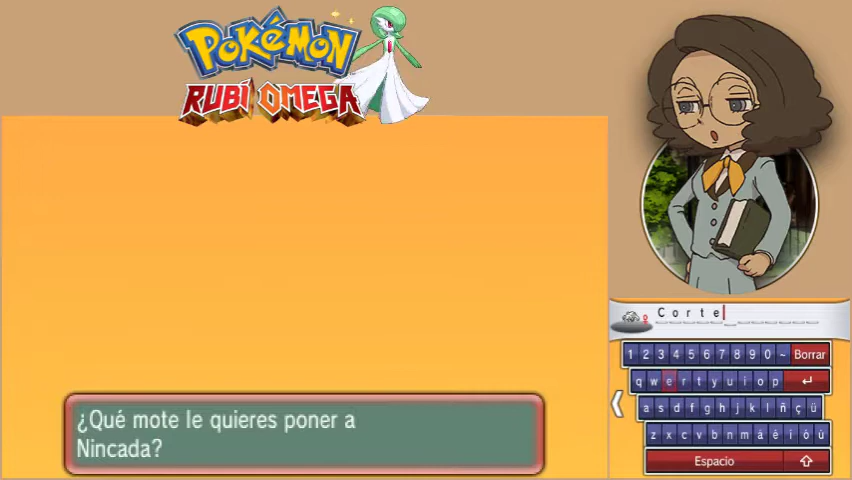 POKÉMON
RUBÍ OMEGA
Corte
1 2 3 4 5 6 7 8 9 0 ~ Borrar
q w e r t y u i o p
a s d f g h j k l ñ ç ü
z x c v b n m á é í ó ú
Espacio
¿Qué mote le quieres poner a
Nincada?